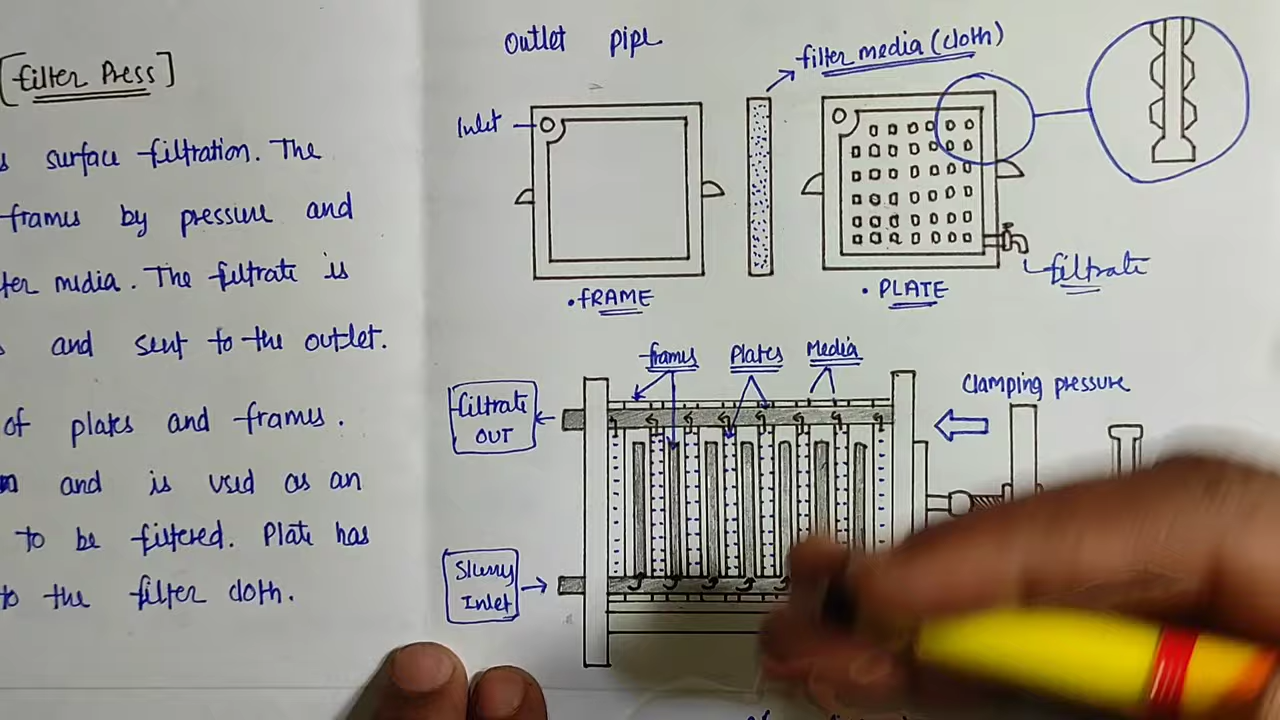 [Filter Press]
surface filtration. The
frames by pressure and
media. The filtrate is
and sent to the outlet.
of plates and frames.
and is used as an
to be filtered. Plate has
to the filter cloth.
Outlet pipe
filter media (cloth)
Inlet
filtrate
• FRAME
• PLATE
frames
Plates
Media
Clamping pressure
filtrate
OUT
Slurry
Inlet